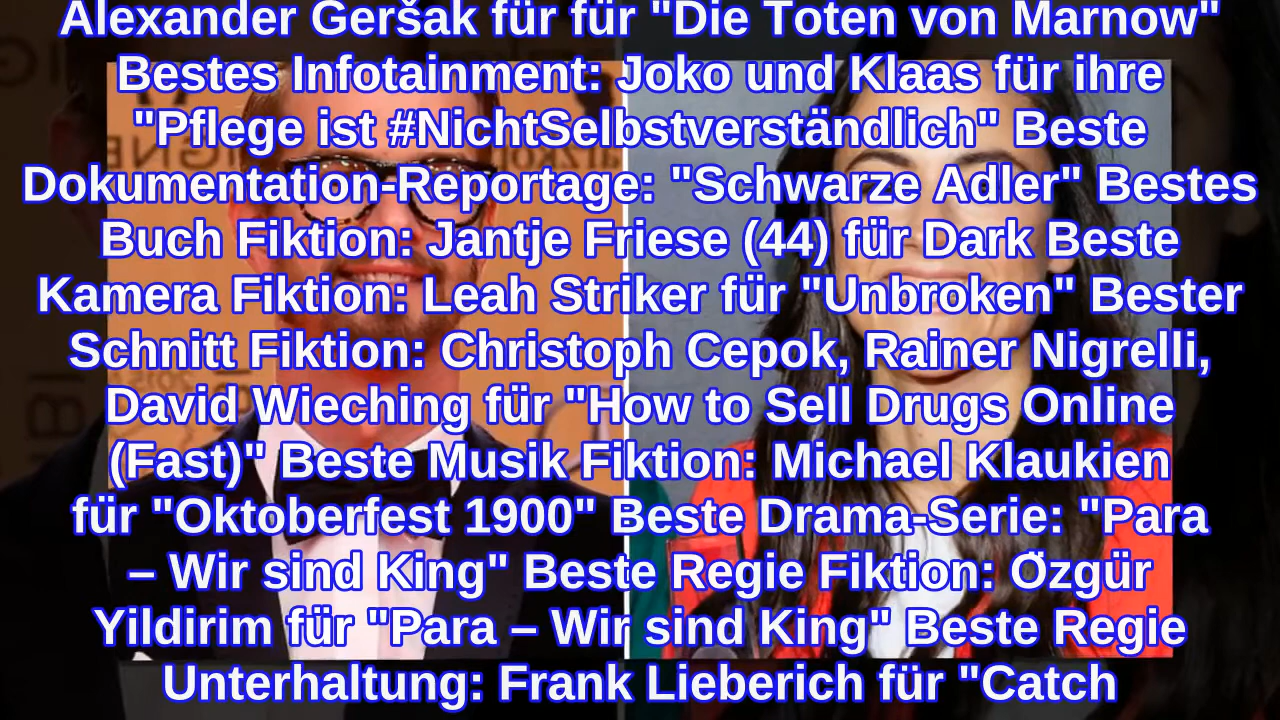 Alexander Geršak für für "Die Toten von Marnow"
Bestes Infotainment: Joko und Klaas für ihre
"Pflege ist #NichtSelbstverständlich" Beste
Dokumentation-Reportage: "Schwarze Adler" Bestes
Buch Fiktion: Jantje Friese (44) für Dark Beste
Kamera Fiktion: Leah Striker für "Unbroken" Bester
Schnitt Fiktion: Christoph Cepok, Rainer Nigrelli,
David Wieching für "How to Sell Drugs Online
(Fast)" Beste Musik Fiktion: Michael Klaukien
für "Oktoberfest 1900" Beste Drama-Serie: "Para
– Wir sind King" Beste Regie Fiktion: Özgür
Yildirim für "Para – Wir sind King" Beste Regie
Unterhaltung: Frank Lieberich für "Catch